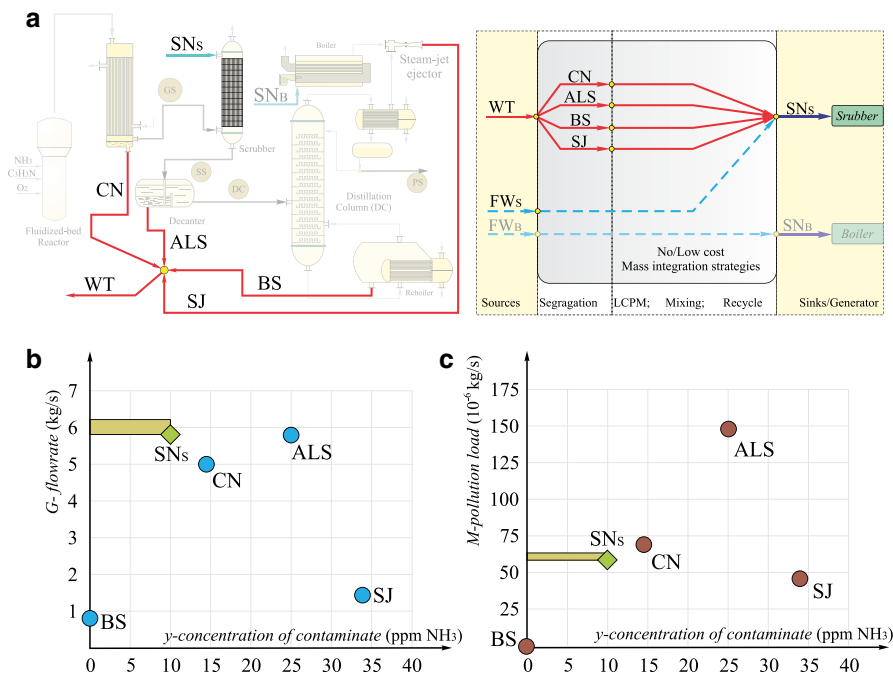 a
SNs
Boiler
Steam-jet
ejector
GS
SNB
NH3
C3H3N
O2
Scrubber
SS
DC
PS
CN
Distillation
Column (DC)
Fluidized-bed
Reactor
Decanter
ALS
WT
BS
SJ
Reboiler
WT
CN
ALS
BS
SJ
SNs
Srubber
FWs
FWB
SNB
Boiler
No/Low cost
Mass integration strategies
Sources
Segragation
LCPM; Mixing; Recycle
Sinks/Generator
b
G- flowrate (kg/s)
7
6
5
4
3
2
1
SNs
CN
ALS
SJ
BS
y-concentration of contaminate (ppm NH3)
0 5 10 15 20 25 30 35 40
c
M-pollution load (10-6 kg/s)
175
150
125
100
75
50
25
SNs
CN
ALS
SJ
BS
y-concentration of contaminate (ppm NH3)
0 5 10 15 20 25 30 35 40